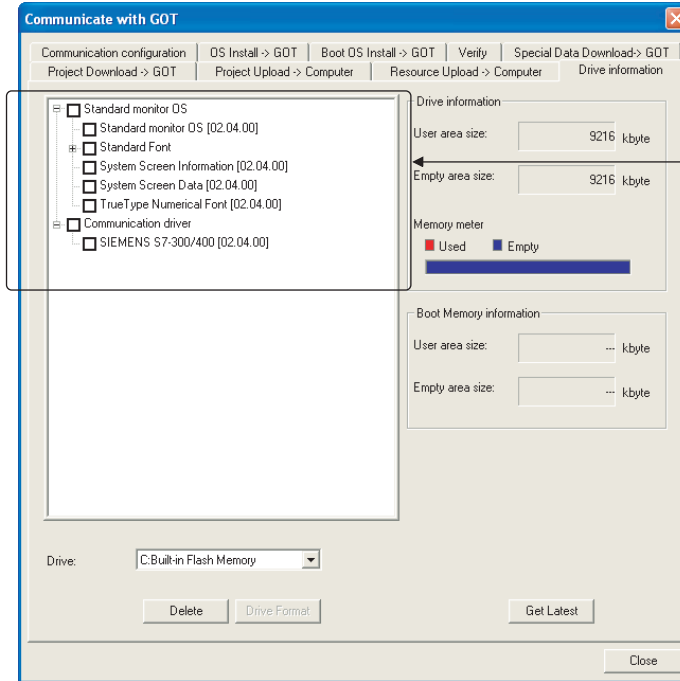 Communicate with GOT
Communication configuration OS Install -> GOT Boot OS Install -> GOT Verify Special Data Download-> GOT
Project Download -> GOT Project Upload -> Computer Resource Upload -> Computer Drive information
Standard monitor OS
Standard monitor OS [02.04.00]
Standard Font
System Screen Information [02.04.00]
System Screen Data [02.04.00]
TrueType Numerical Font [02.04.00]
Communication driver
SIEMENS S7-300/400 [02.04.00]
Drive information
User area size: 9216 kbyte
Empty area size: 9216 kbyte
Memory meter
Used Empty
Boot Memory information
User area size: --- kbyte
Empty area size: --- kbyte
Drive: C:Built-in Flash Memory
Delete Drive Format Get Latest
Close